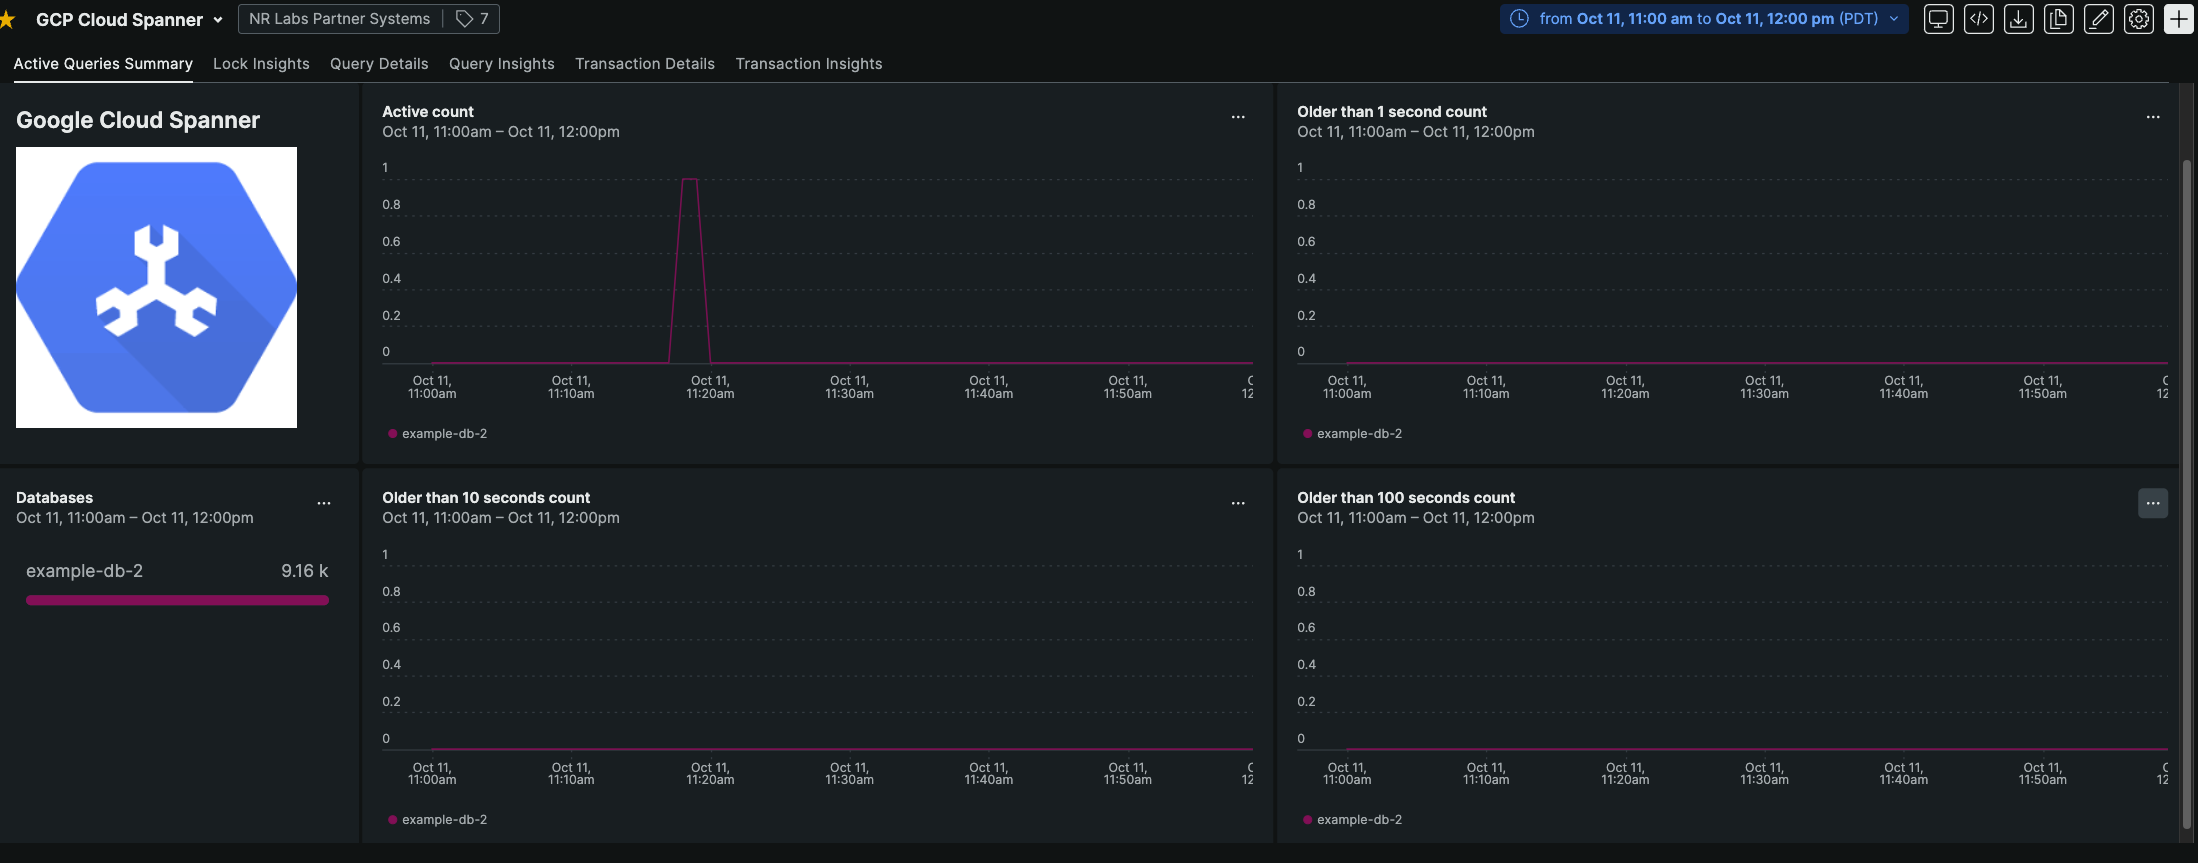 GCP Cloud Spanner
NR Labs Partner Systems 7
from Oct 11, 11:00 am to Oct 11, 12:00 pm (PDT)
Active Queries Summary Lock Insights Query Details Query Insights Transaction Details Transaction Insights
Google Cloud Spanner
Active count
Oct 11, 11:00am – Oct 11, 12:00pm
1
0.8
0.6
0.4
0.2
0
Oct 11, Oct 11, Oct 11, Oct 11, Oct 11, Oct 11,
11:00am 11:10am 11:20am 11:30am 11:40am 11:50am 12
example-db-2
Older than 1 second count
Oct 11, 11:00am – Oct 11, 12:00pm
1
0.8
0.6
0.4
0.2
0
Oct 11, Oct 11, Oct 11, Oct 11, Oct 11, Oct 11,
11:00am 11:10am 11:20am 11:30am 11:40am 11:50am 12
example-db-2
Databases
Oct 11, 11:00am – Oct 11, 12:00pm
example-db-2 9.16 k
Older than 10 seconds count
Oct 11, 11:00am – Oct 11, 12:00pm
1
0.8
0.6
0.4
0.2
0
Oct 11, Oct 11, Oct 11, Oct 11, Oct 11, Oct 11,
11:00am 11:10am 11:20am 11:30am 11:40am 11:50am 12
example-db-2
Older than 100 seconds count
Oct 11, 11:00am – Oct 11, 12:00pm
1
0.8
0.6
0.4
0.2
0
Oct 11, Oct 11, Oct 11, Oct 11, Oct 11, Oct 11,
11:00am 11:10am 11:20am 11:30am 11:40am 11:50am 12
example-db-2